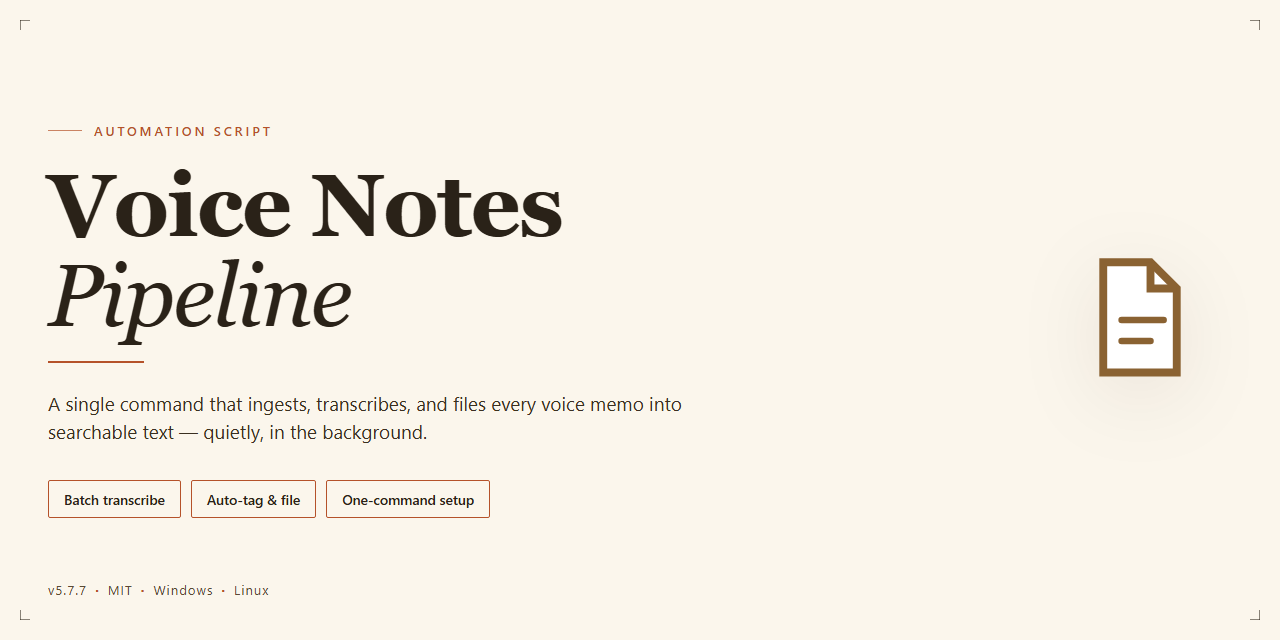 AUTOMATION SCRIPT
Voice Notes
Pipeline
A single command that ingests, transcribes, and files every voice memo into
searchable text — quietly, in the background.
Batch transcribe
Auto-tag & file
One-command setup
v5.7.7 · MIT · Windows · Linux